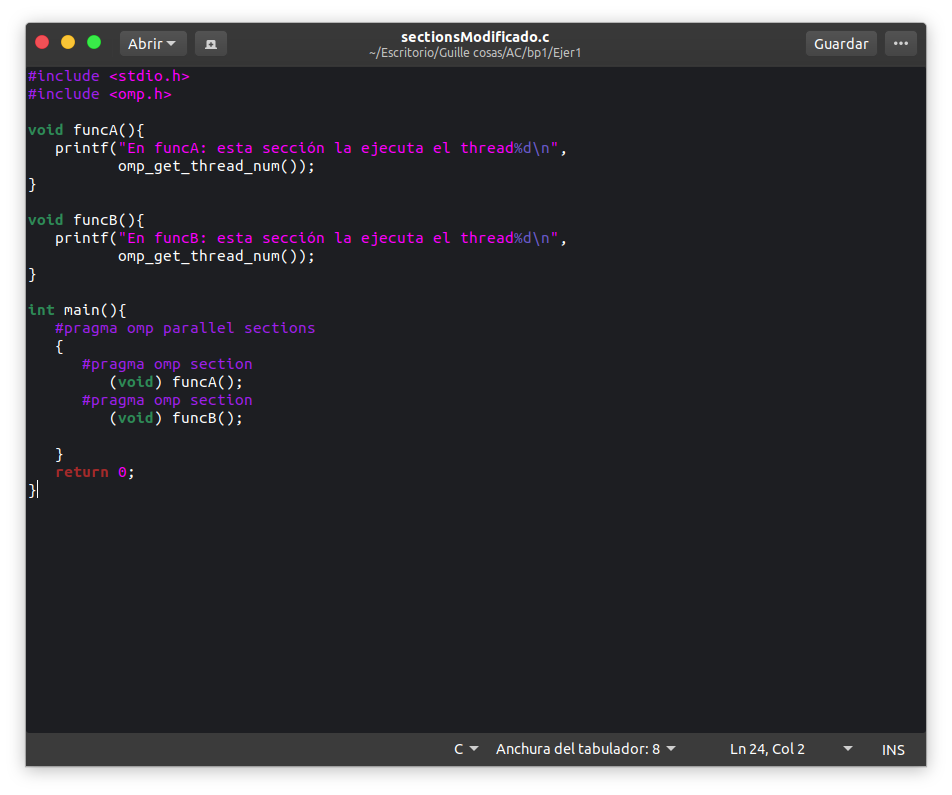 Abrir
sectionsModificado.c
~/Escritorio/Guille cosas/AC/bp1/Ejer1
Guardar
#include <stdio.h>
#include <omp.h>

void funcA(){
   printf("En funcA: esta sección la ejecuta el thread%d\n",
          omp_get_thread_num());
}

void funcB(){
   printf("En funcB: esta sección la ejecuta el thread%d\n",
          omp_get_thread_num());
}

int main(){
   #pragma omp parallel sections
   {
      #pragma omp section
         (void) funcA();
      #pragma omp section
         (void) funcB();

   }
   return 0;
}
C
Anchura del tabulador: 8
Ln 24, Col 2
INS